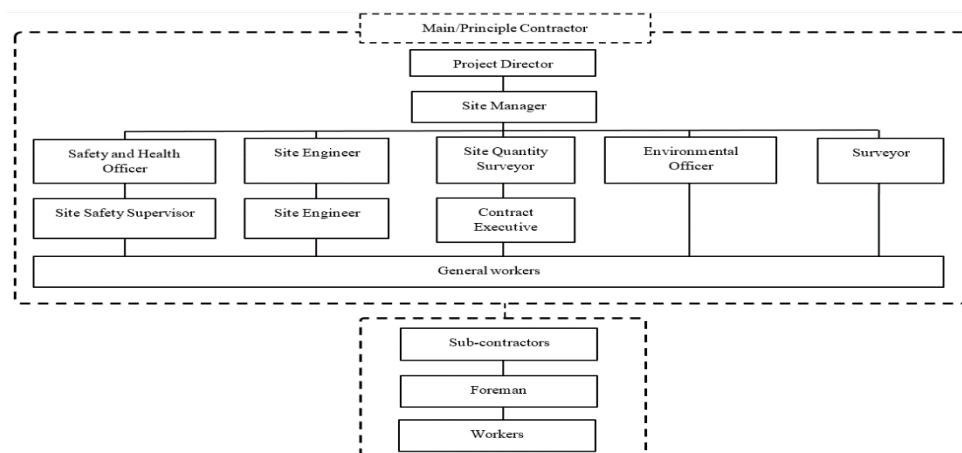 Main/Principle Contractor
Project Director
Site Manager
Safety and Health
Officer
Site Engineer
Site Quantity
Surveyor
Environmental
Officer
Surveyor
Site Safety Supervisor
Site Engineer
Contract
Executive
General workers
Sub-contractors
Foreman
Workers